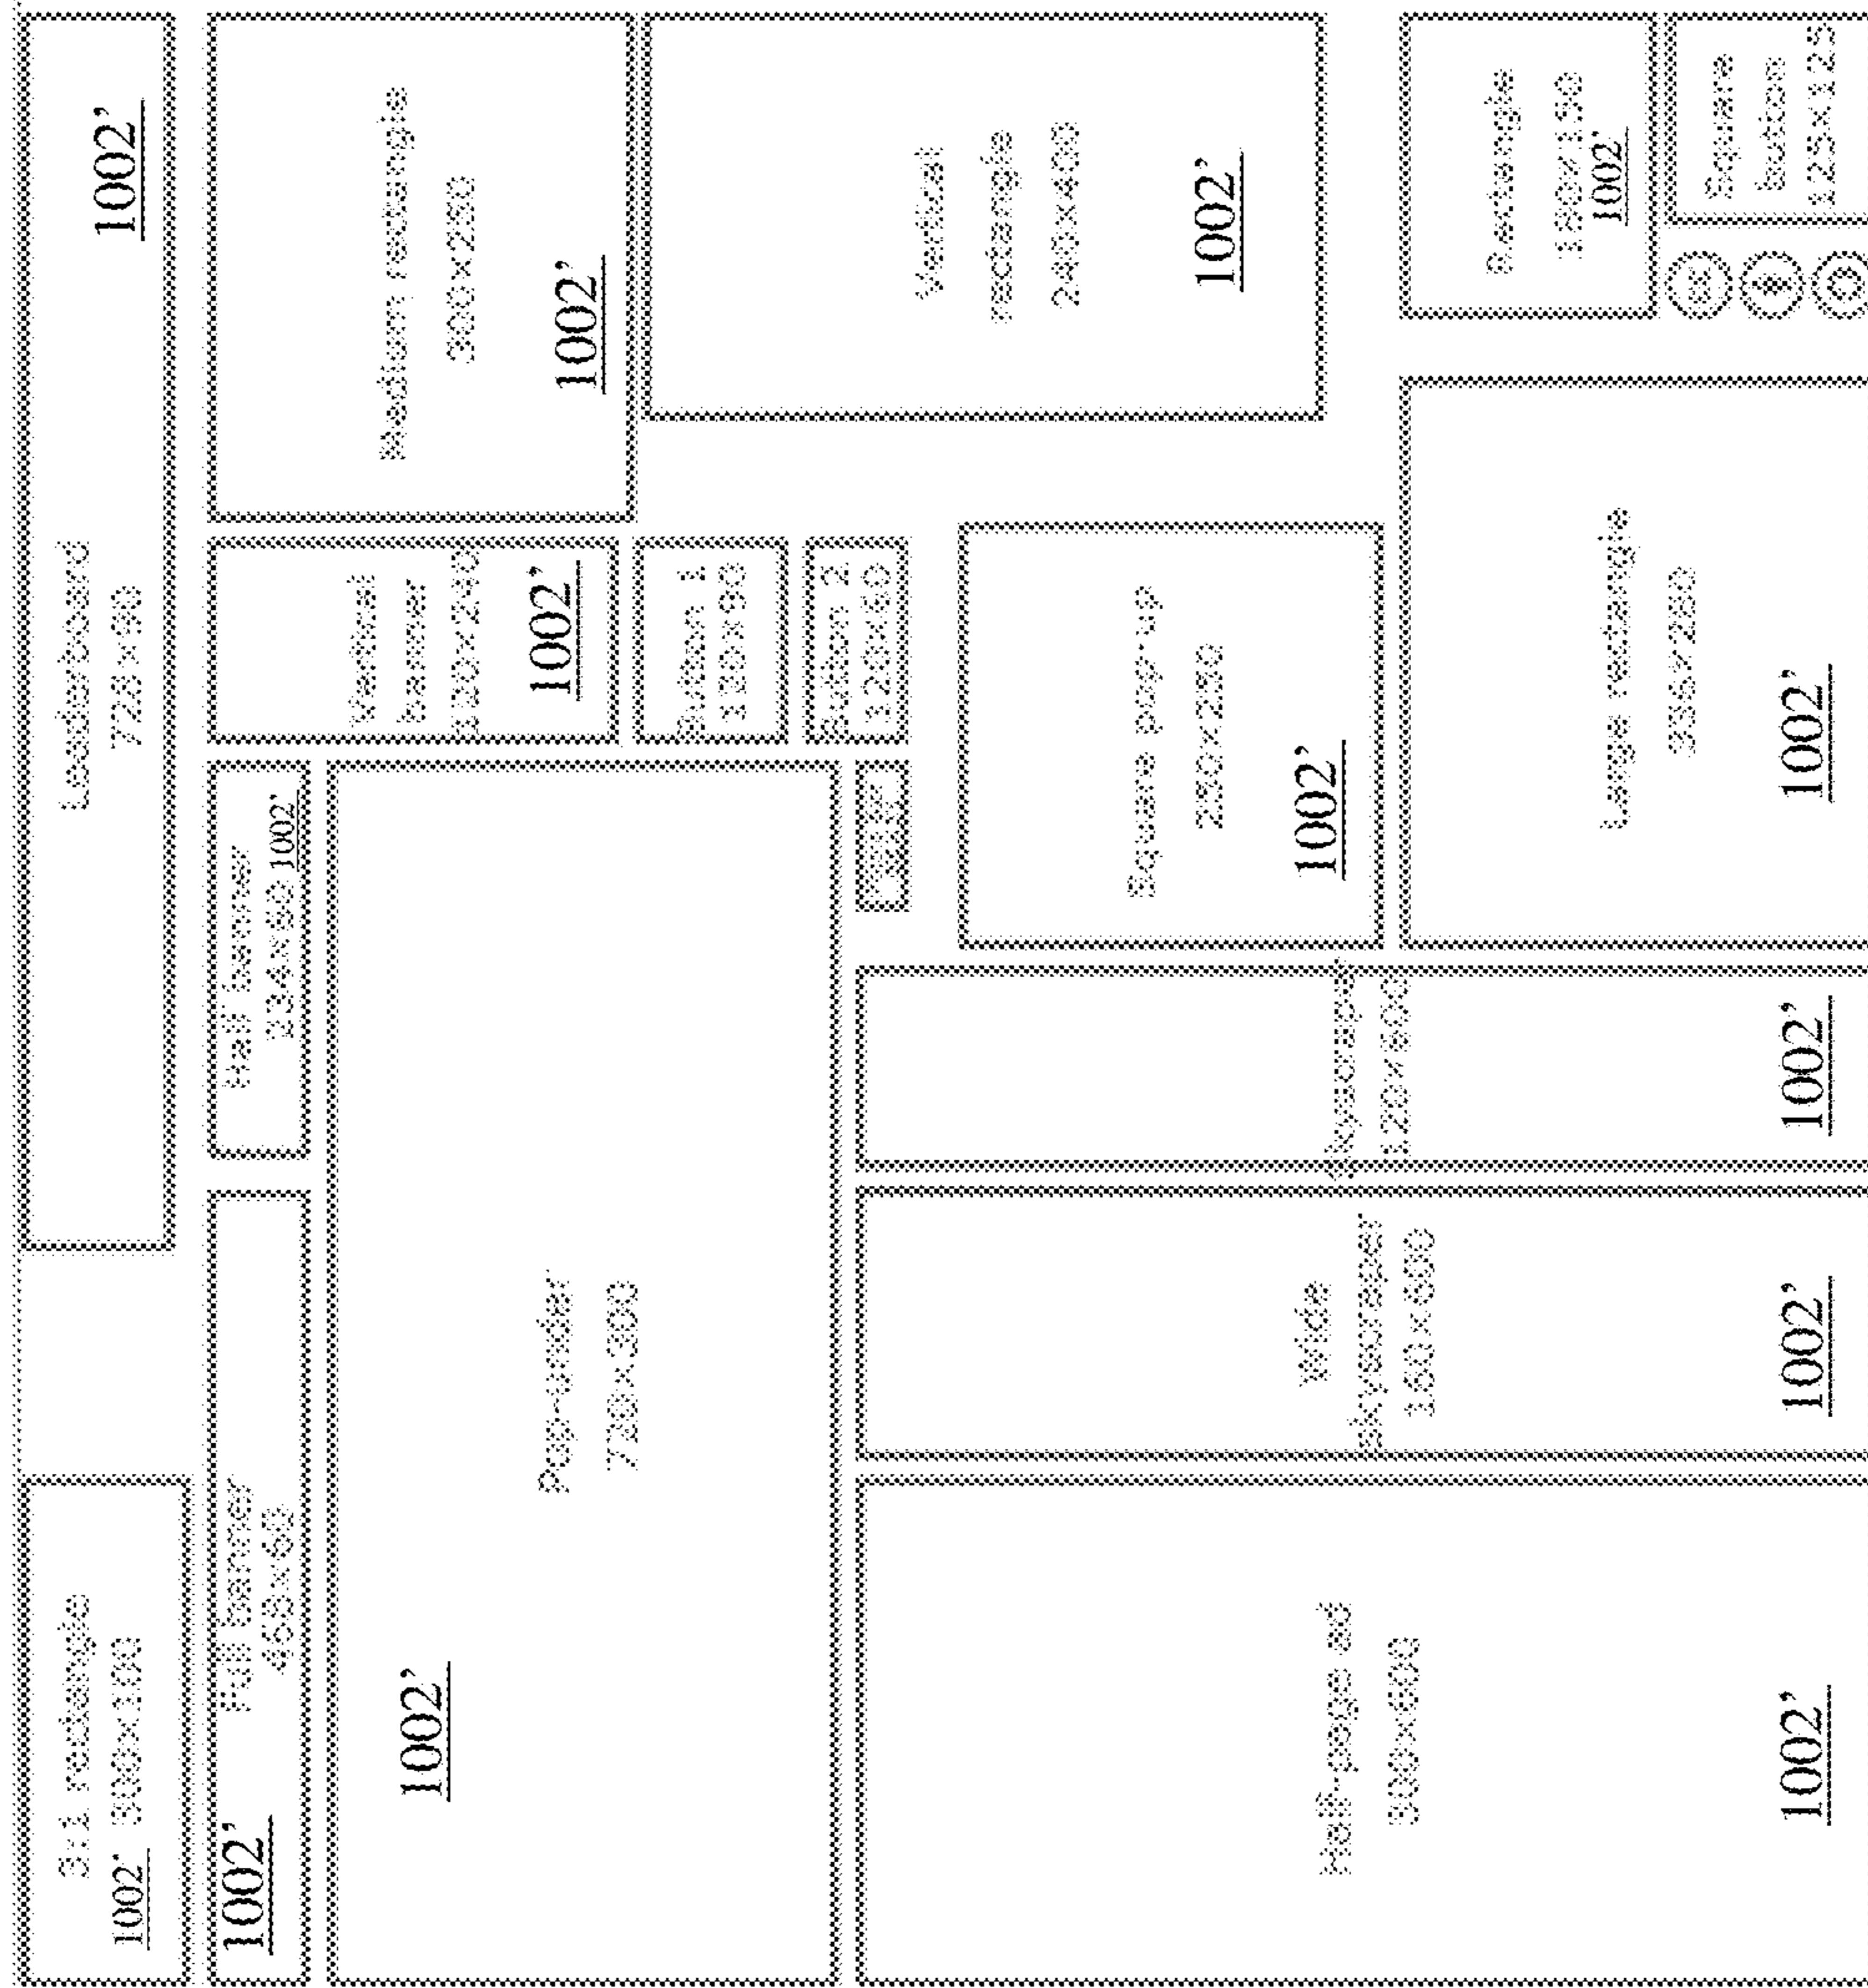 3:1 rectangle
1002' 300×100
Leaderboard
728×90
1002'
1002' Full banner
468×60
Half banner
234×60 1002'
Vertical
banner
120×240
1002'
Medium rectangle
300×250
1002'
Pop-under
720×300
1002'
Button 1
120×90
Button 2
120×60
Vertical
rectangle
240×400
1002'
Square pop-up
250×250
1002'
Half-page ad
300×600
1002'
Wide
skyscraper
160×600
1002'
Skyscraper
120×600
1002'
Large rectangle
336×280
1002'
Rectangle
180×150
1002'
Square
button
125×125